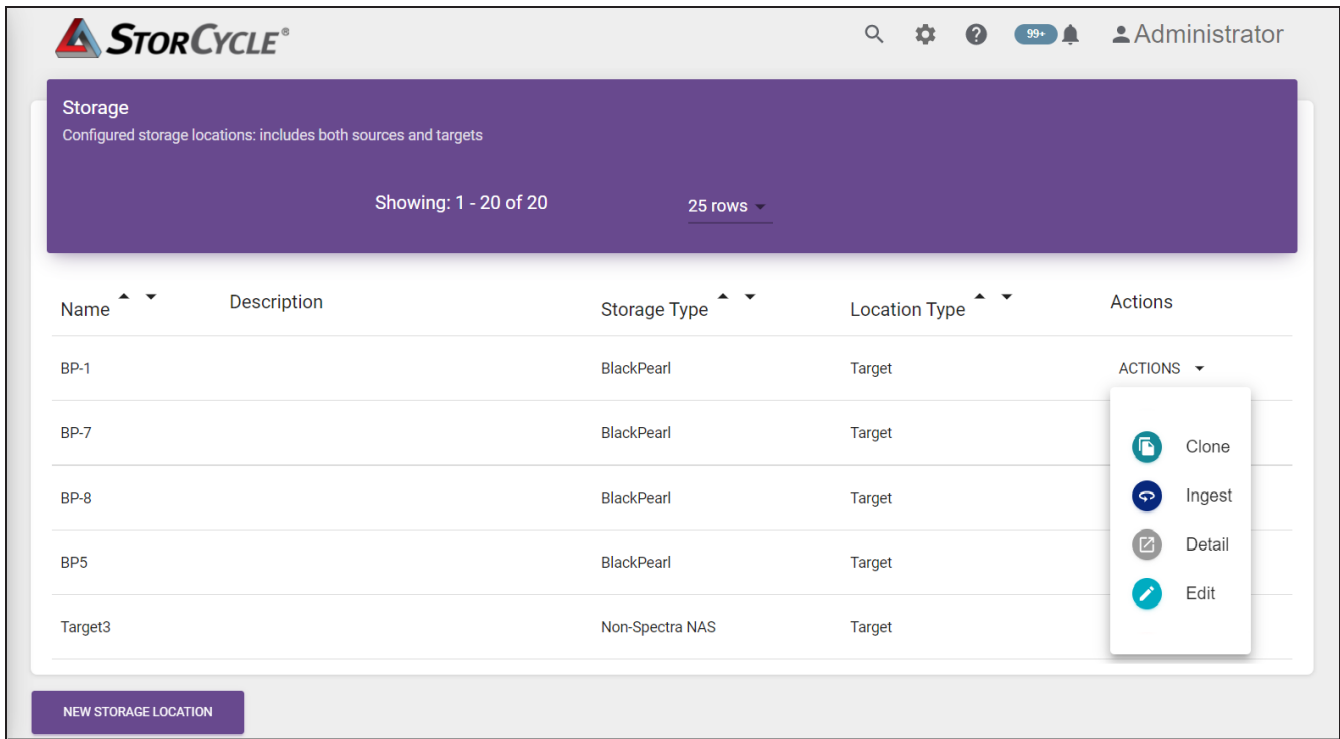 STORCYCLE® 99+ Administrator
Storage
Configured storage locations: includes both sources and targets
Showing: 1 - 20 of 20 25 rows
Name Description Storage Type Location Type Actions
BP-1 BlackPearl Target ACTIONS
BP-7 BlackPearl Target
Clone
BP-8 BlackPearl Target Ingest
Detail
BP5 BlackPearl Target
Edit
Target3 Non-Spectra NAS Target
NEW STORAGE LOCATION